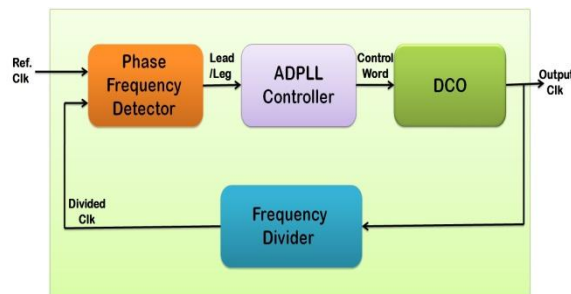 Ref.
Clk
Phase
Frequency
Detector
Lead
/Leg
ADPLL
Controller
Control
Word
DCO
Output
Clk
Divided
Clk
Frequency
Divider